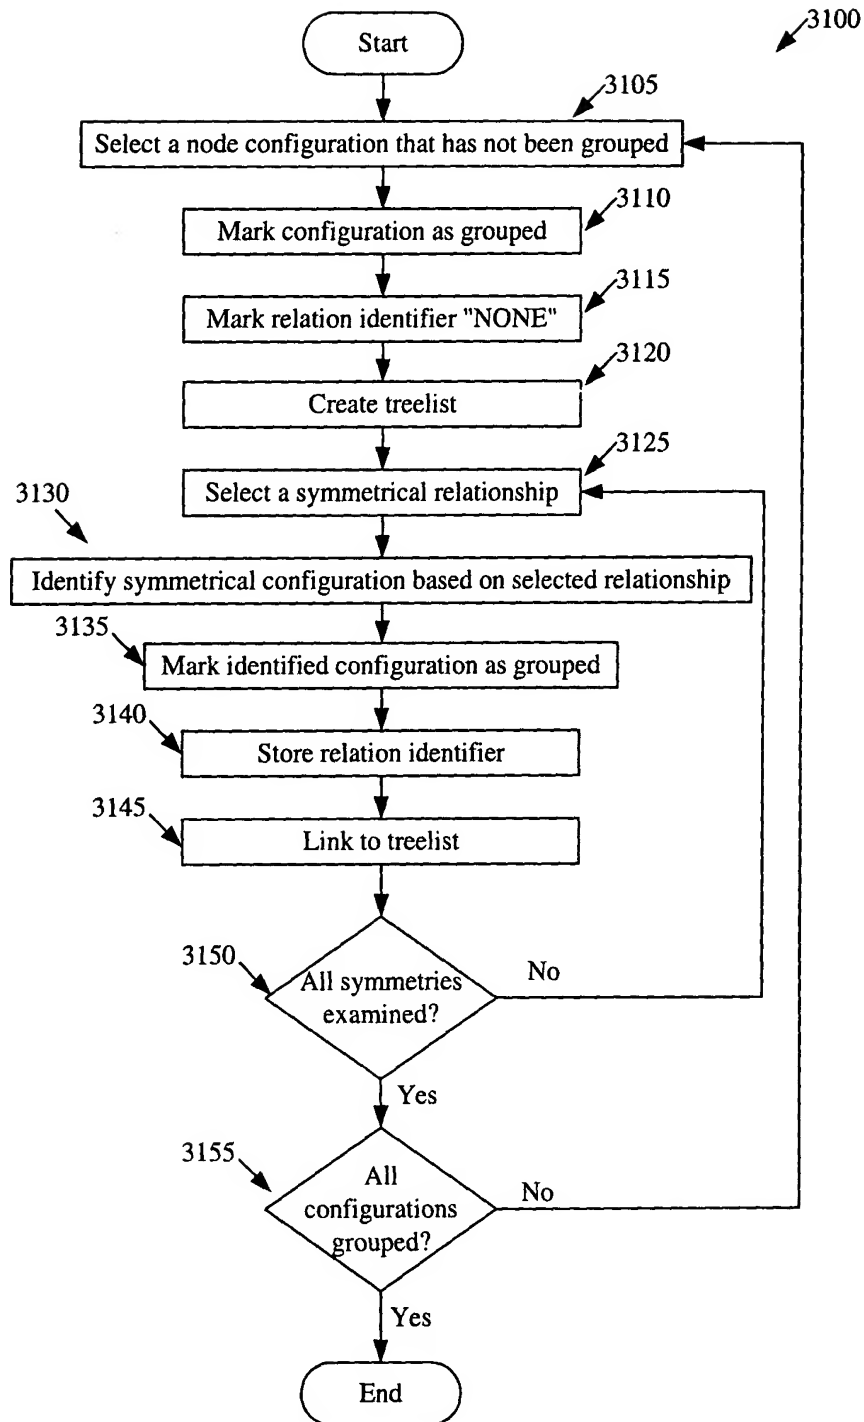 3100
Start
3105
Select a node configuration that has not been grouped
3110
Mark configuration as grouped
3115
Mark relation identifier "NONE"
3120
Create treelist
3125
Select a symmetrical relationship
3130
Identify symmetrical configuration based on selected relationship
3135
Mark identified configuration as grouped
3140
Store relation identifier
3145
Link to treelist
3150
All symmetries
examined?
No
Yes
3155
All
configurations
grouped?
No
Yes
End